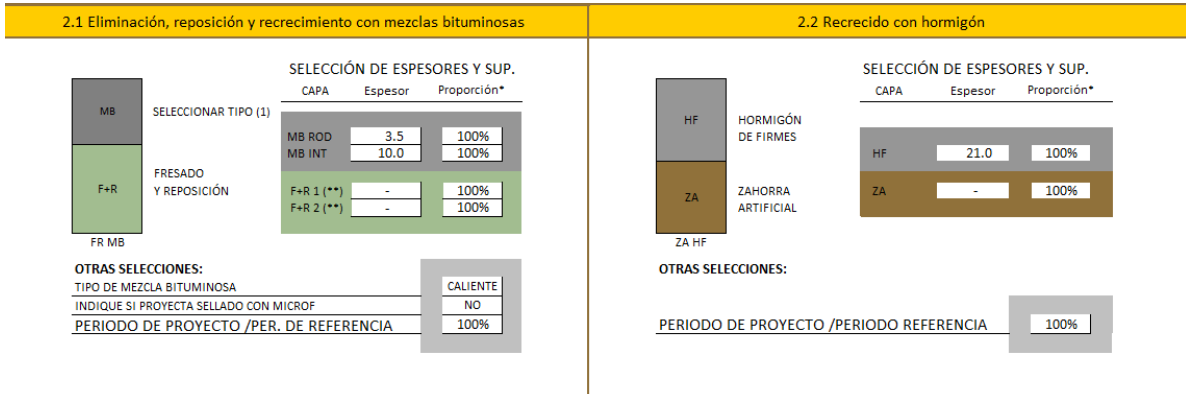 2.1 Eliminación, reposición y recrecimiento con mezclas bituminosas
SELECCIÓN DE ESPESORES Y SUP.
CAPA Espesor Proporción*
MB SELECCIONAR TIPO (1)
MB ROD 3.5 100%
MB INT 10.0 100%
FRESADO
F+R Y REPOSICIÓN
F+R 1 (**) - 100%
F+R 2 (**) - 100%
FR MB
OTRAS SELECCIONES:
TIPO DE MEZCLA BITUMINOSA CALIENTE
INDIQUE SI PROYECTA SELLADO CON MICROF NO
PERIODO DE PROYECTO /PER. DE REFERENCIA 100%
2.2 Recrecido con hormigón
SELECCIÓN DE ESPESORES Y SUP.
CAPA Espesor Proporción*
HF HORMIGÓN
DE FIRMES
HF 21.0 100%
ZA ZAHORRA
ARTIFICIAL
ZA - 100%
ZA HF
OTRAS SELECCIONES:
PERIODO DE PROYECTO /PERIODO REFERENCIA 100%